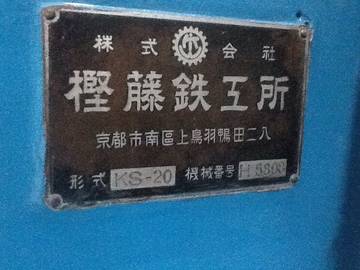 株式会社
樫藤鉄工所
京都市南區上鳥羽鴨田二八
形式 KS-20 機械番号